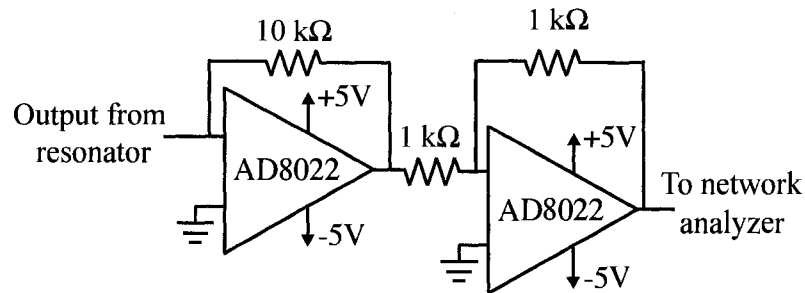 10 kΩ
1 kΩ
Output from
resonator
+5V
AD8022
-5V
1 kΩ
+5V
AD8022
-5V
To network
analyzer